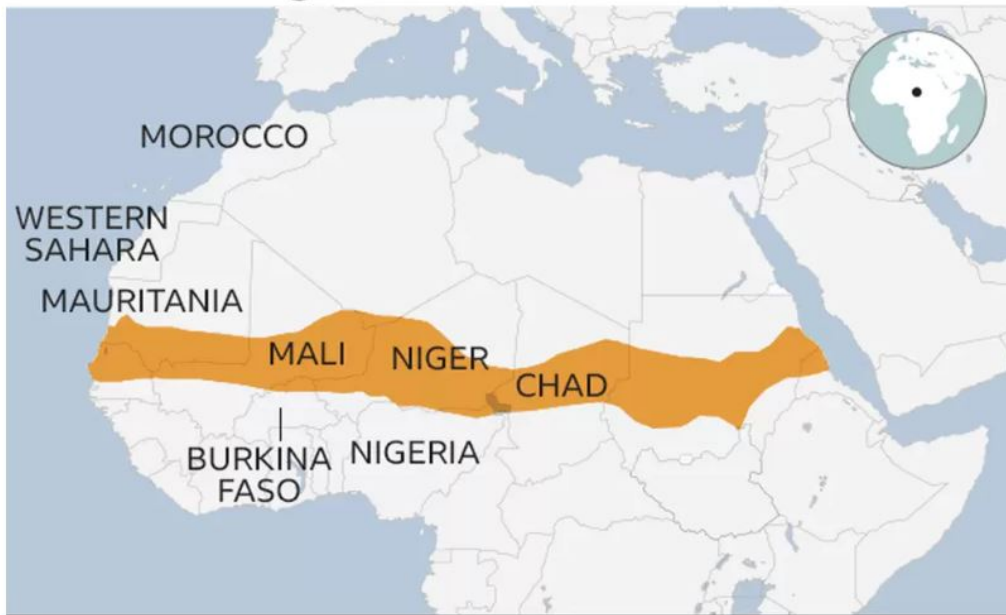 MOROCCO
WESTERN
SAHARA
MAURITANIA
MALI
NIGER
CHAD
BURKINA
FASO
NIGERIA